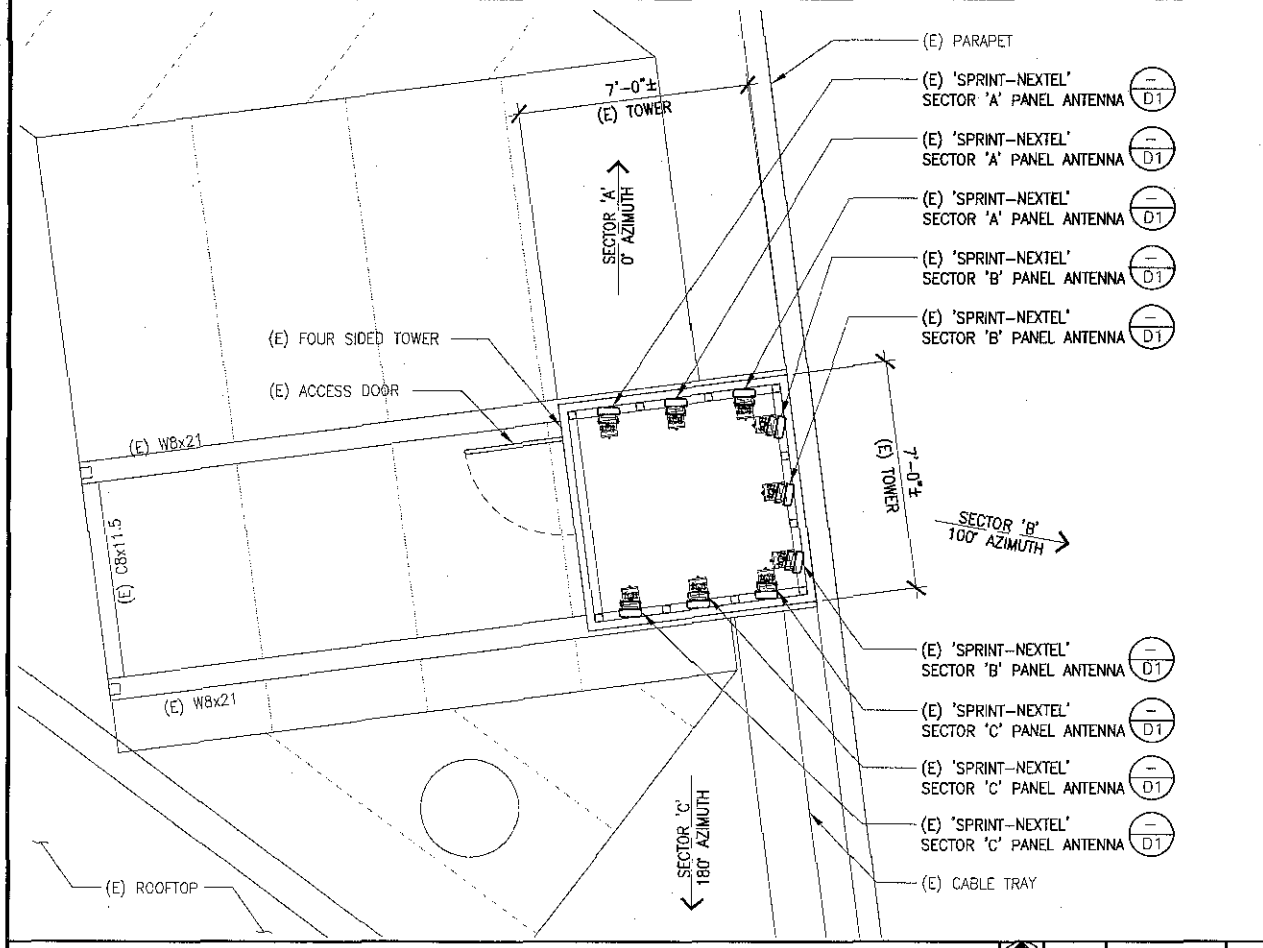 (E) PARAPET
(E) 'SPRINT-NEXTEL'
SECTOR 'A' PANEL ANTENNA
-
D1
(E) 'SPRINT-NEXTEL'
SECTOR 'A' PANEL ANTENNA
-
D1
(E) 'SPRINT-NEXTEL'
SECTOR 'A' PANEL ANTENNA
-
D1
(E) 'SPRINT-NEXTEL'
SECTOR 'B' PANEL ANTENNA
-
D1
(E) 'SPRINT-NEXTEL'
SECTOR 'B' PANEL ANTENNA
-
D1
7'-0"±
(E) TOWER
SECTOR 'A'
0° AZIMUTH
(E) FOUR SIDED TOWER
(E) ACCESS DOOR
(E) W8x21
(E) C8x11.5
(E) W8x21
7'-0"±
(E) TOWER
SECTOR 'B'
100° AZIMUTH
(E) 'SPRINT-NEXTEL'
SECTOR 'B' PANEL ANTENNA
-
D1
(E) 'SPRINT-NEXTEL'
SECTOR 'C' PANEL ANTENNA
-
D1
(E) 'SPRINT-NEXTEL'
SECTOR 'C' PANEL ANTENNA
-
D1
(E) 'SPRINT-NEXTEL'
SECTOR 'C' PANEL ANTENNA
-
D1
SECTOR 'C'
180° AZIMUTH
(E) ROOFTOP
(E) CABLE TRAY